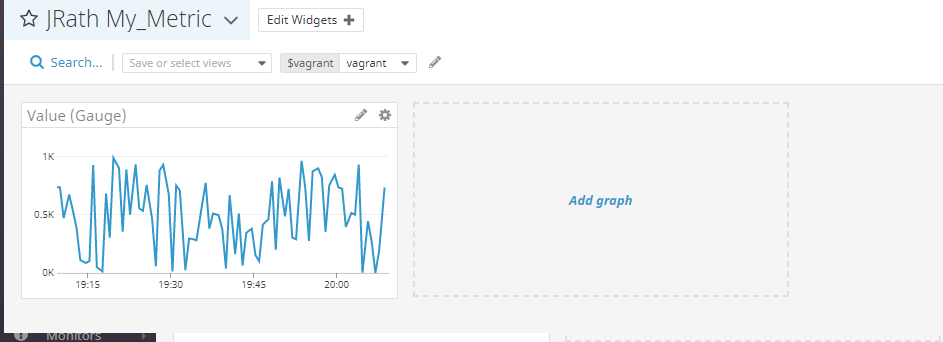 JRath My_Metric
Edit Widgets
Search...
Save or select views
$vagrant
vagrant
Value (Gauge)
1K
0.5K
0K
19:15
19:30
19:45
20:00
Add graph
Monitors